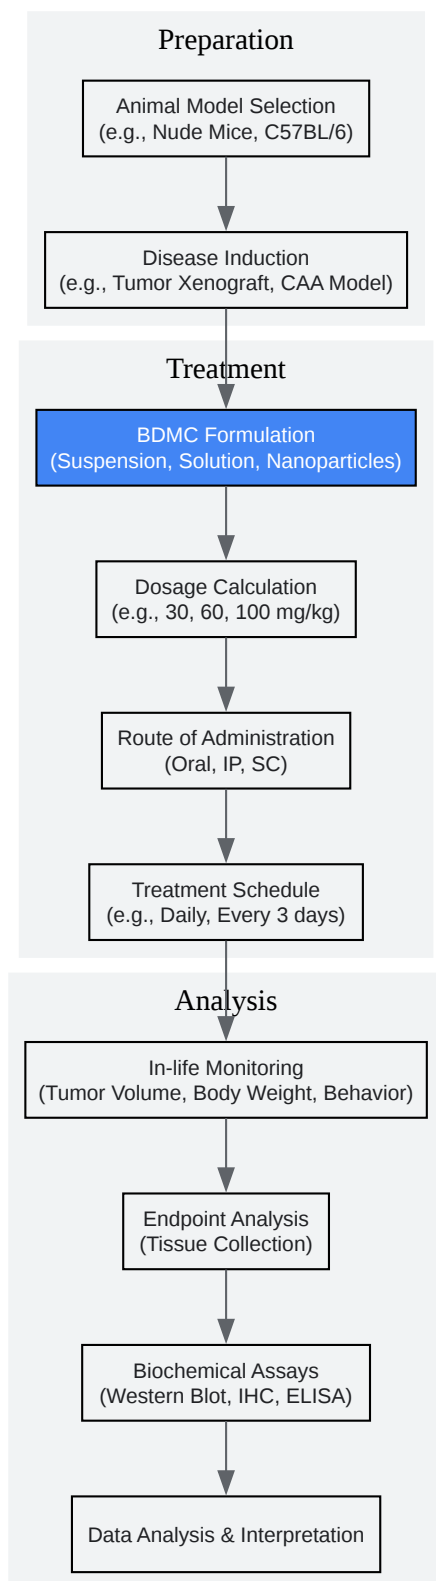 Preparation
Animal Model Selection
(e.g., Nude Mice, C57BL/6)
Disease Induction
(e.g., Tumor Xenograft, CAA Model)
Treatment
BDMC Formulation
(Suspension, Solution, Nanoparticles)
Dosage Calculation
(e.g., 30, 60, 100 mg/kg)
Route of Administration
(Oral, IP, SC)
Treatment Schedule
(e.g., Daily, Every 3 days)
Analysis
In-life Monitoring
(Tumor Volume, Body Weight, Behavior)
Endpoint Analysis
(Tissue Collection)
Biochemical Assays
(Western Blot, IHC, ELISA)
Data Analysis & Interpretation